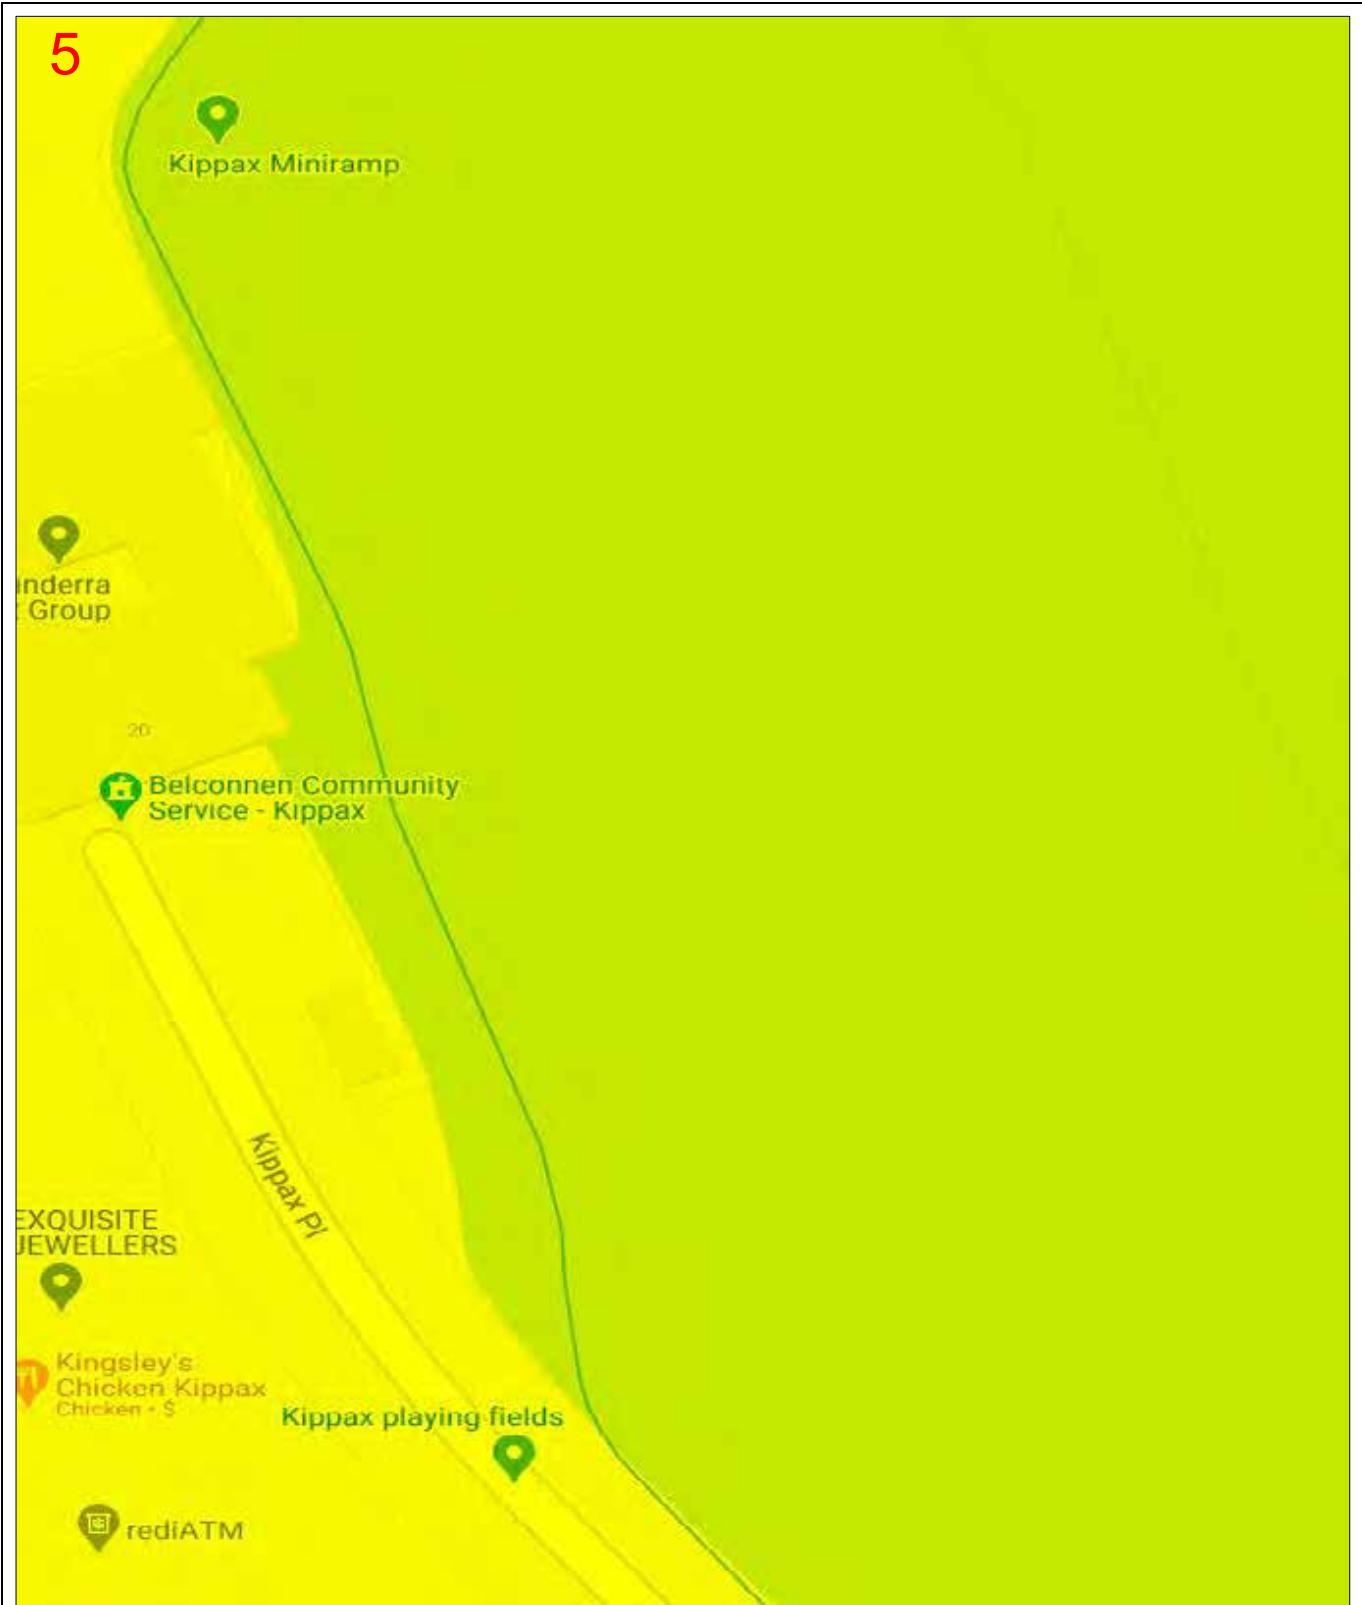 5
Kippax Miniramp
inderra
Group
20
Belconnen Community
Service - Kippax
Kippax Pl
EXQUISITE
JEWELLERS
Kingsley's
Chicken Kippax
Chicken · $
Kippax playing fields
rediATM